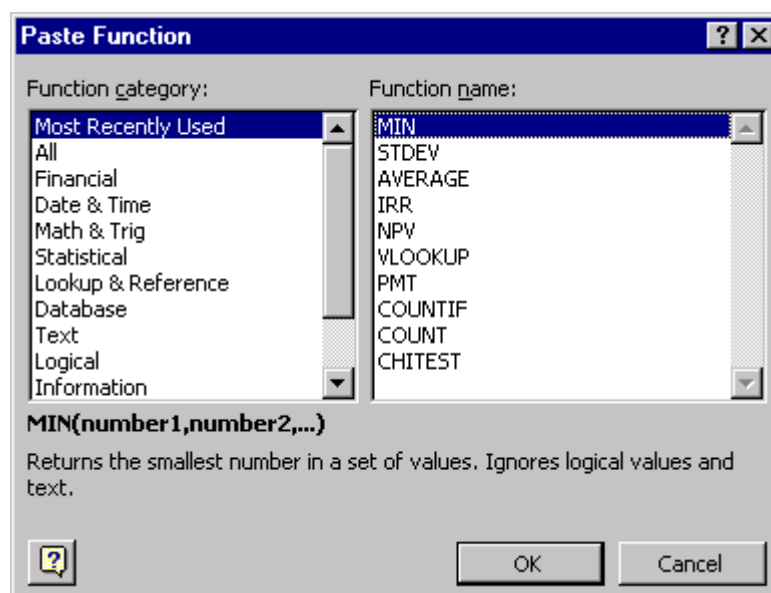 Paste Function
Function category:
Most Recently Used
All
Financial
Date & Time
Math & Trig
Statistical
Lookup & Reference
Database
Text
Logical
Information
Function name:
MIN
STDEV
AVERAGE
IRR
NPV
VLOOKUP
PMT
COUNTIF
COUNT
CHITEST
MIN(number1,number2,...)
Returns the smallest number in a set of values. Ignores logical values and
text.
OK
Cancel